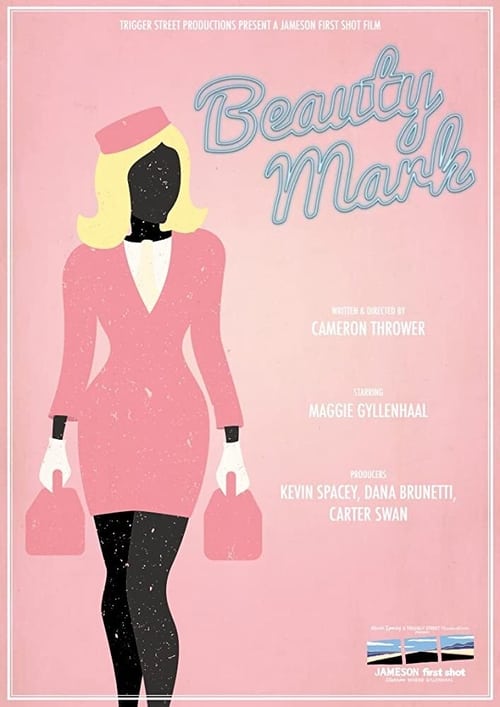 TRIGGER STREET PRODUCTIONS PRESENT A JAMESON FIRST SHOT FILM
Beauty
Mark
WRITTEN & DIRECTED BY
CAMERON THROWER
STARRING
MAGGIE GYLLENHAAL
PRODUCERS
KEVIN SPACEY, DANA BRUNETTI,
CARTER SWAN
JAMESON first shot